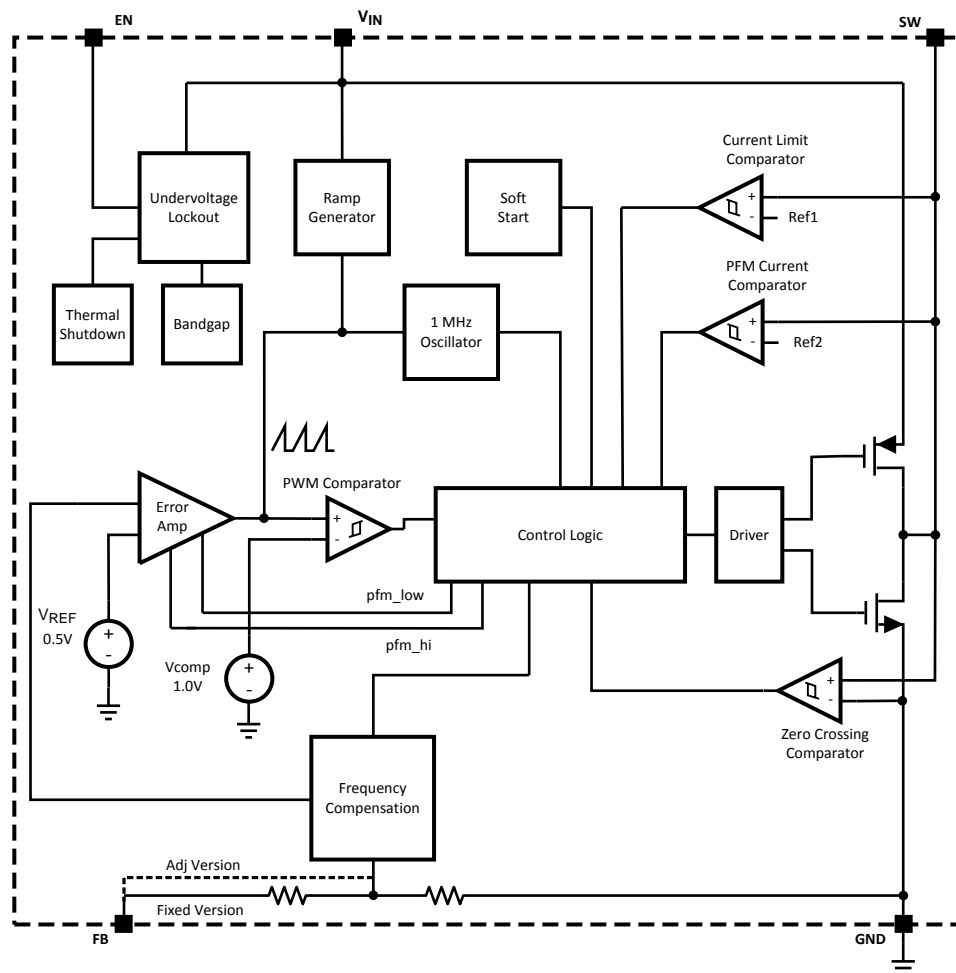 EN
VIN
SW
Current Limit
Comparator
Undervoltage
Lockout
Ramp
Generator
Soft
Start
+
-
Ref1
PFM Current
Comparator
Thermal
Shutdown
Bandgap
1 MHz
Oscillator
+
-
Ref2
PWM Comparator
Error
Amp
+
-
Control Logic
Driver
pfm_low
pfm_hi
VREF
0.5V
+
-
Vcomp
1.0V
+
-
+
-
Zero Crossing
Comparator
Frequency
Compensation
Adj Version
Fixed Version
FB
GND